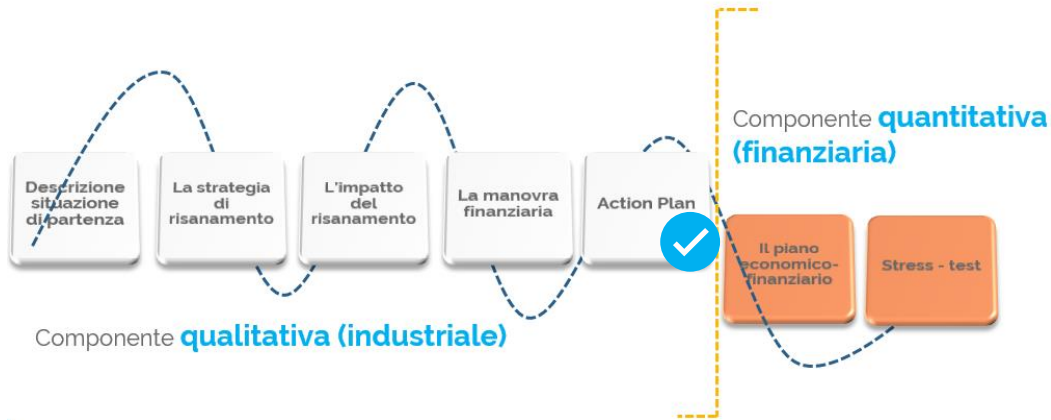 Descrizione
situazione
di partenza
La strategia
di
risanamento
L'impatto
del
risanamento
La manovra
finanziaria
Action Plan
Componente quantitativa
(finanziaria)
Il piano
economico-
finanziario
Stress - test
Componente qualitativa (industriale)